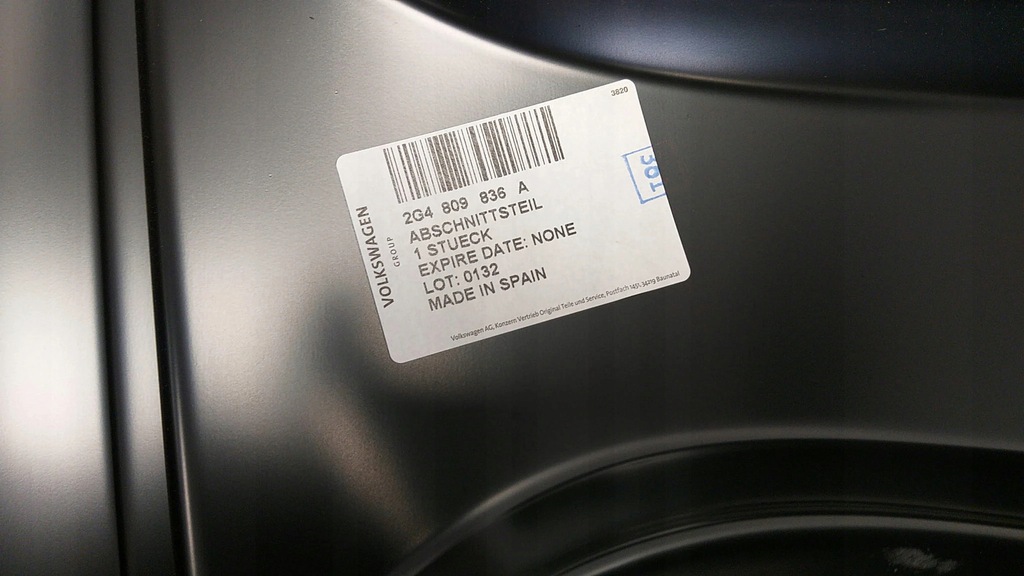 3820
2G4 809 836 A
ABSCHNITTSTEIL
1 STUECK
EXPIRE DATE: NONE
LOT: 0132
MADE IN SPAIN
VOLKSWAGEN
GROUP
Volkswagen AG, Konzern Vertrieb Original Teile und Service, Postfach 1451, 34219 Baunatal